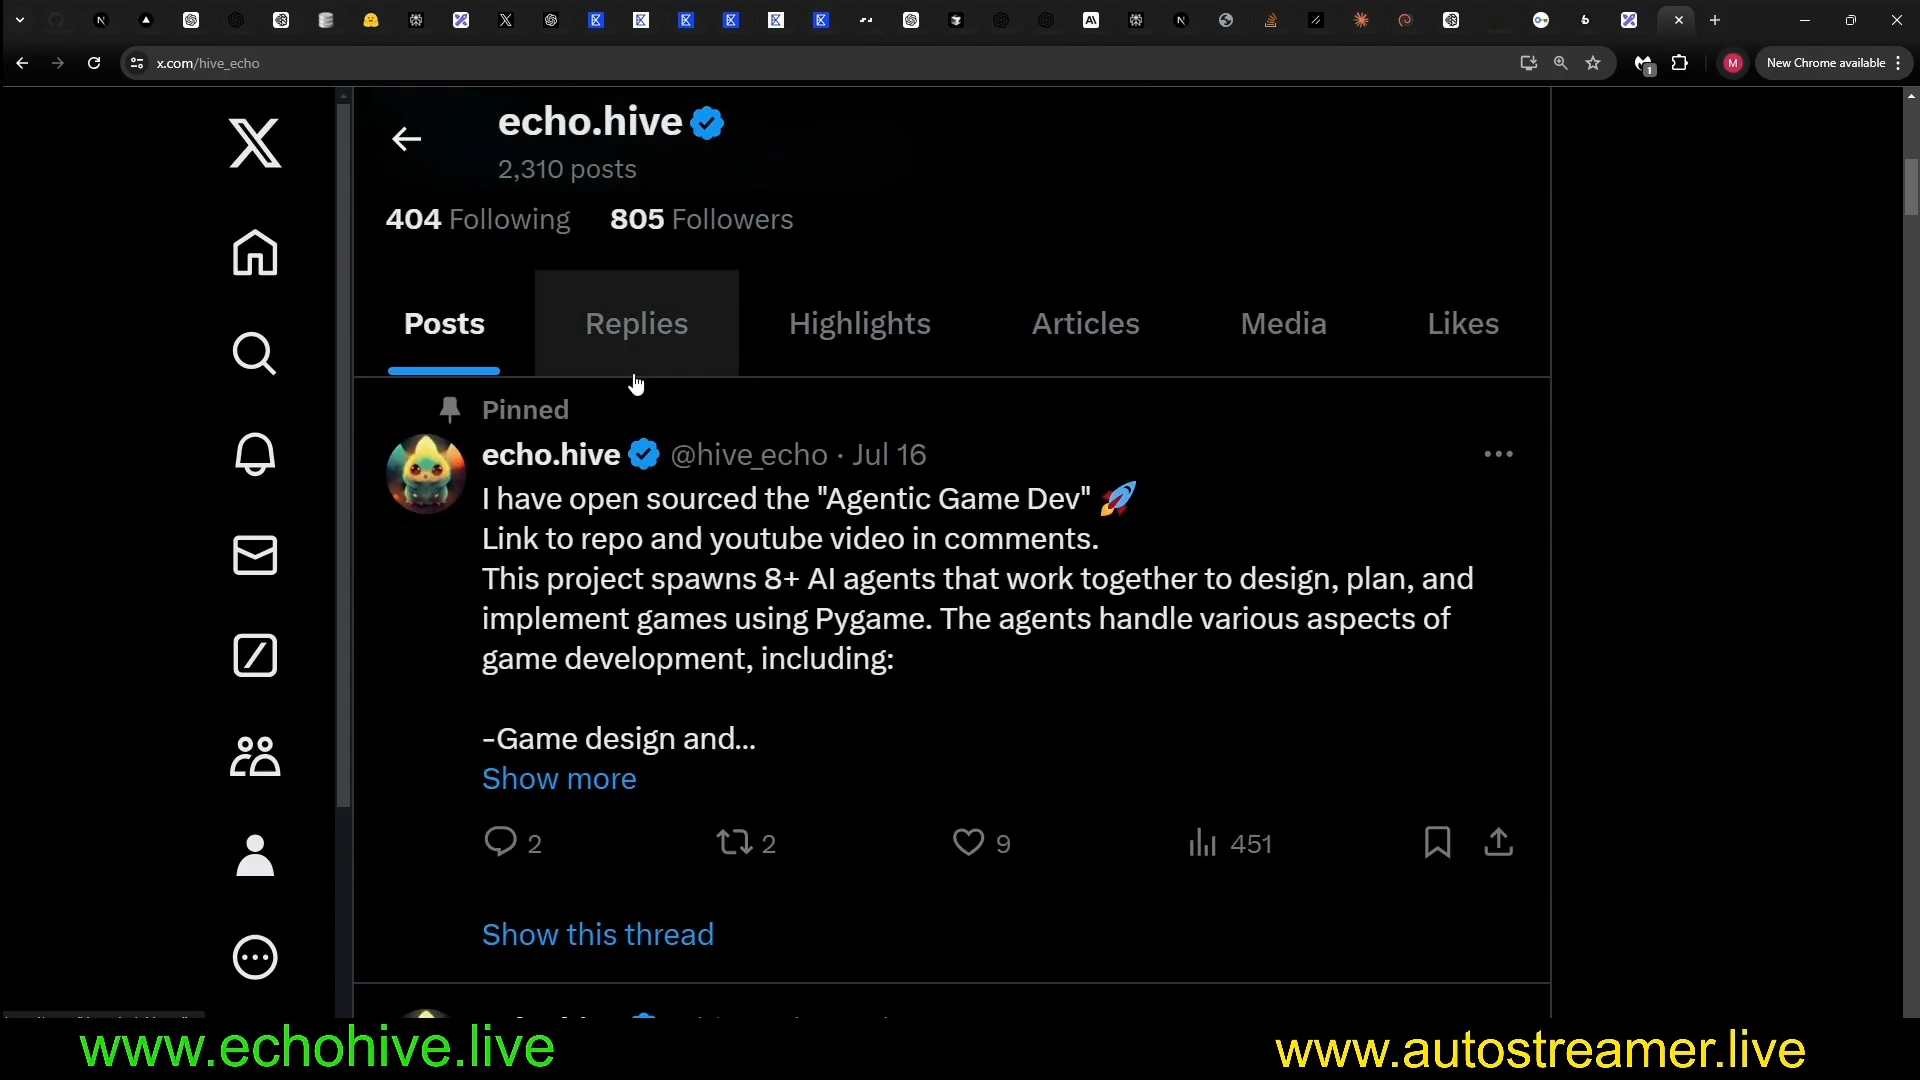 x.com/hive_echo
1
M
New Chrome available
echo.hive
2,310 posts
404 Following 805 Followers
Posts Replies Highlights Articles Media Likes
Pinned
echo.hive @hive_echo · Jul 16
I have open sourced the "Agentic Game Dev" 🚀
Link to repo and youtube video in comments.
This project spawns 8+ AI agents that work together to design, plan, and
implement games using Pygame. The agents handle various aspects of
game development, including:
-Game design and...
Show more
2 2 9 451
Show this thread
www.echohive.live
www.autostreamer.live